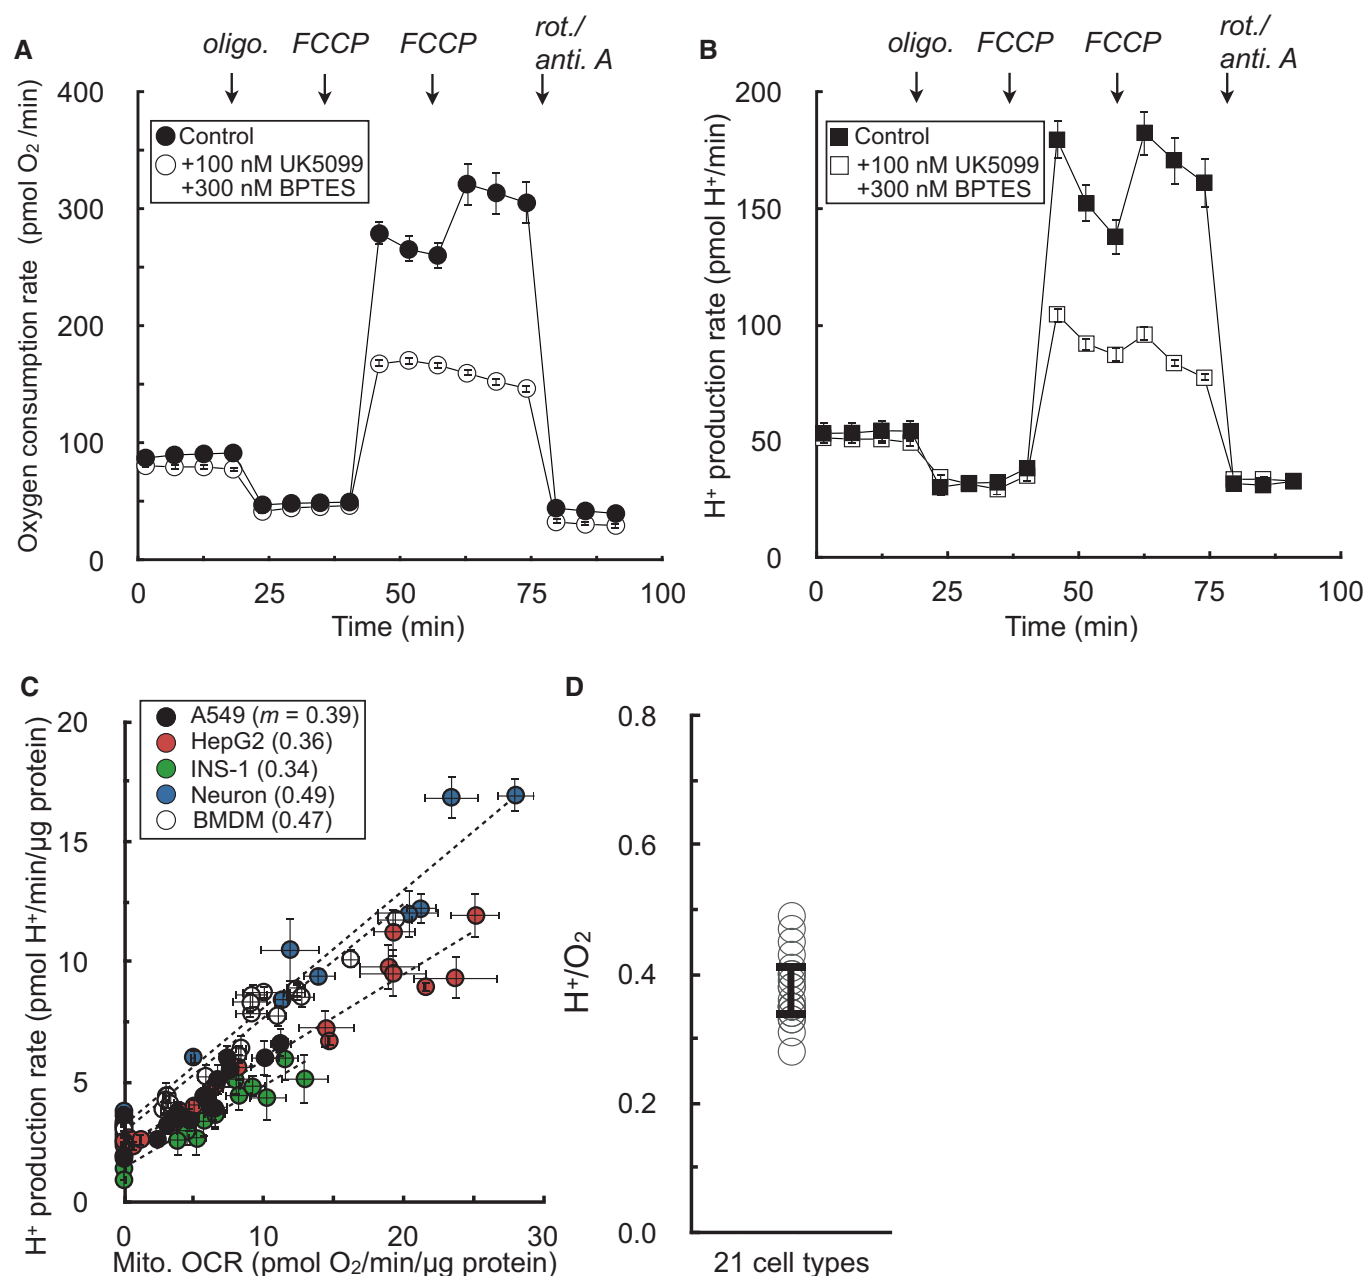 A
oligo. FCCP FCCP rot./
anti. A
400
300
200
100
0
Oxygen consumption rate (pmol O₂/min)
Control
+100 nM UK5099
+300 nM BPTES
0 25 50 75 100
Time (min)
B
oligo. FCCP FCCP rot./
anti. A
200
150
100
50
0
H⁺ production rate (pmol H⁺/min)
Control
+100 nM UK5099
+300 nM BPTES
0 25 50 75 100
Time (min)
C
20
15
10
5
0
H⁺ production rate (pmol H⁺/min/µg protein)
A549 (m = 0.39)
HepG2 (0.36)
INS-1 (0.34)
Neuron (0.49)
BMDM (0.47)
0 10 20 30
Mito. OCR (pmol O₂/min/µg protein)
D
0.8
0.6
0.4
0.2
0.0
H⁺/O₂
21 cell types